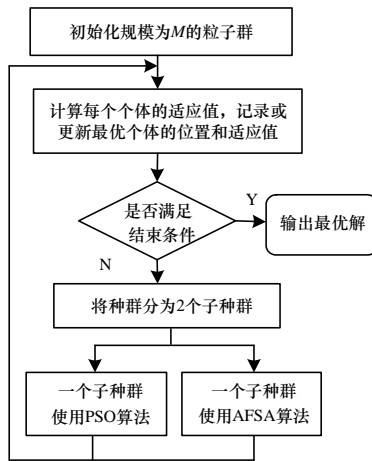 初始化规模为M的粒子群
计算每个个体的适应值，记录或
更新最优个体的位置和适应值
是否满足
结束条件
Y
输出最优解
N
将种群分为2个子种群
一个子种群
使用PSO算法
一个子种群
使用AFSA算法